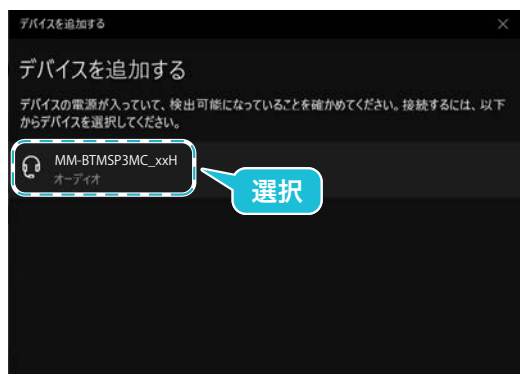 デバイスを追加する
デバイスを追加する
デバイスの電源が入っていて、検出可能になっていることを確かめてください。接続するには、以下
からデバイスを選択してください。
MM-BTMSP3MC_xxH
オーディオ
選択